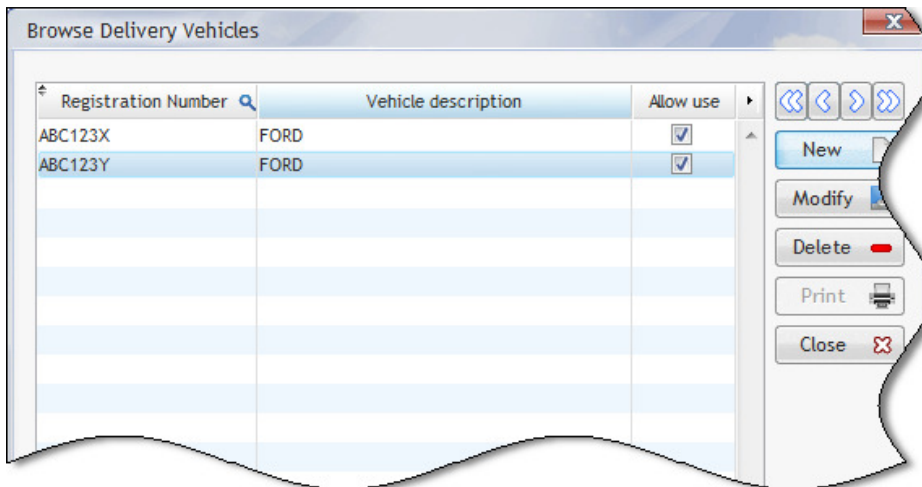 Browse Delivery Vehicles
Registration Number Vehicle description Allow use
ABC123X FORD
ABC123Y FORD
New
Modify
Delete
Print
Close